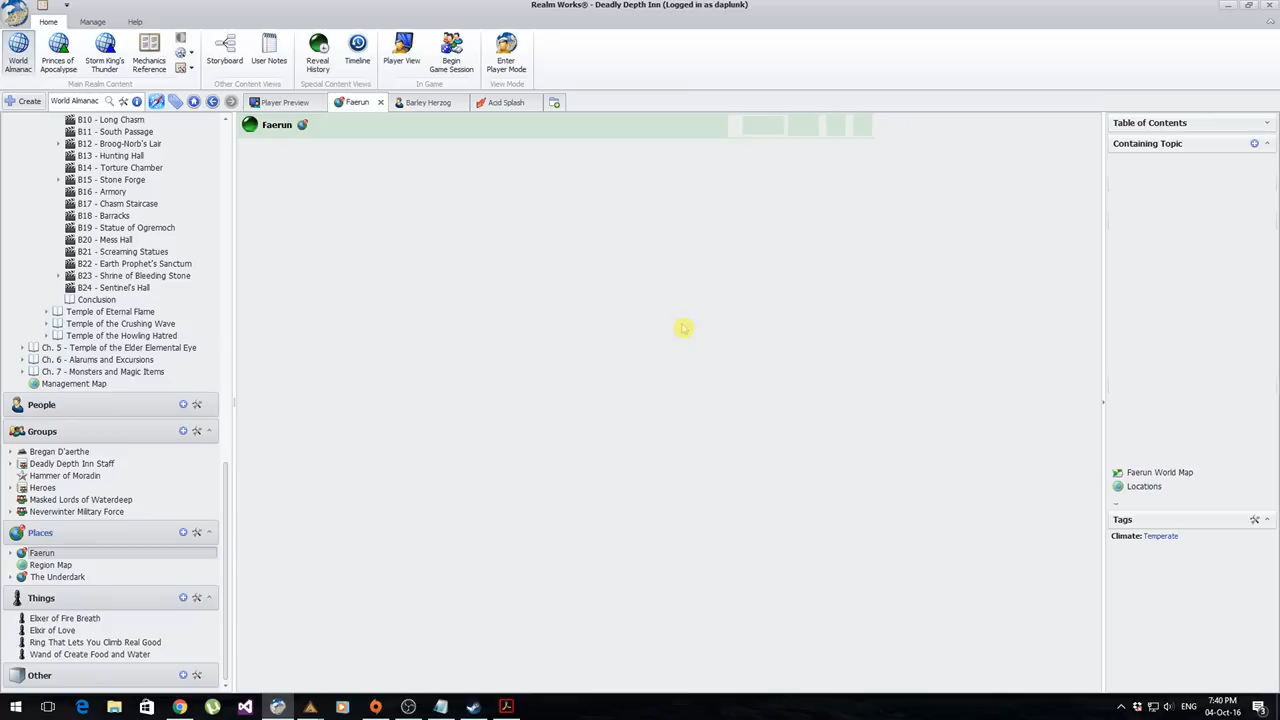 Realm Works® - Deadly Depth Inn (Logged in as daplunk)
Home Manage Help
World Almanac
Princes of Apocalypse
Storm King's Thunder
Mechanics Reference
Storyboard
User Notes
Reveal History
Timeline
Player View
Begin Game Session
Enter Player Mode
Main Realm Content
Other Content Views
Special Content Views
In Game
View Mode
Create World Almanac Player Preview Faerun Barley Herzog Acid Splash
B10 - Long Chasm
B11 - South Passage
B12 - Broog-Norb's Lair
B13 - Hunting Hall
B14 - Torture Chamber
B15 - Stone Forge
B16 - Armory
B17 - Chasm Staircase
B18 - Barracks
B19 - Statue of Ogremoch
B20 - Mess Hall
B21 - Screaming Statues
B22 - Earth Prophet's Sanctum
B23 - Shrine of Bleeding Stone
B24 - Sentinel's Hall
Conclusion
Temple of Eternal Flame
Temple of the Crushing Wave
Temple of the Howling Hatred
Ch. 5 - Temple of the Elder Elemental Eye
Ch. 6 - Alarums and Excursions
Ch. 7 - Monsters and Magic Items
Management Map
People
Groups
Bregan D'aerthe
Deadly Depth Inn Staff
Hammer of Moradin
Heroes
Masked Lords of Waterdeep
Neverwinter Military Force
Places
Faerun
Region Map
The Underdark
Things
Elixer of Fire Breath
Elixir of Love
Ring That Lets You Climb Real Good
Wand of Create Food and Water
Other
Faerun
Table of Contents
Containing Topic
Faerun World Map
Locations
Tags
Climate: Temperate
ENG
7:40 PM
04-Oct-16